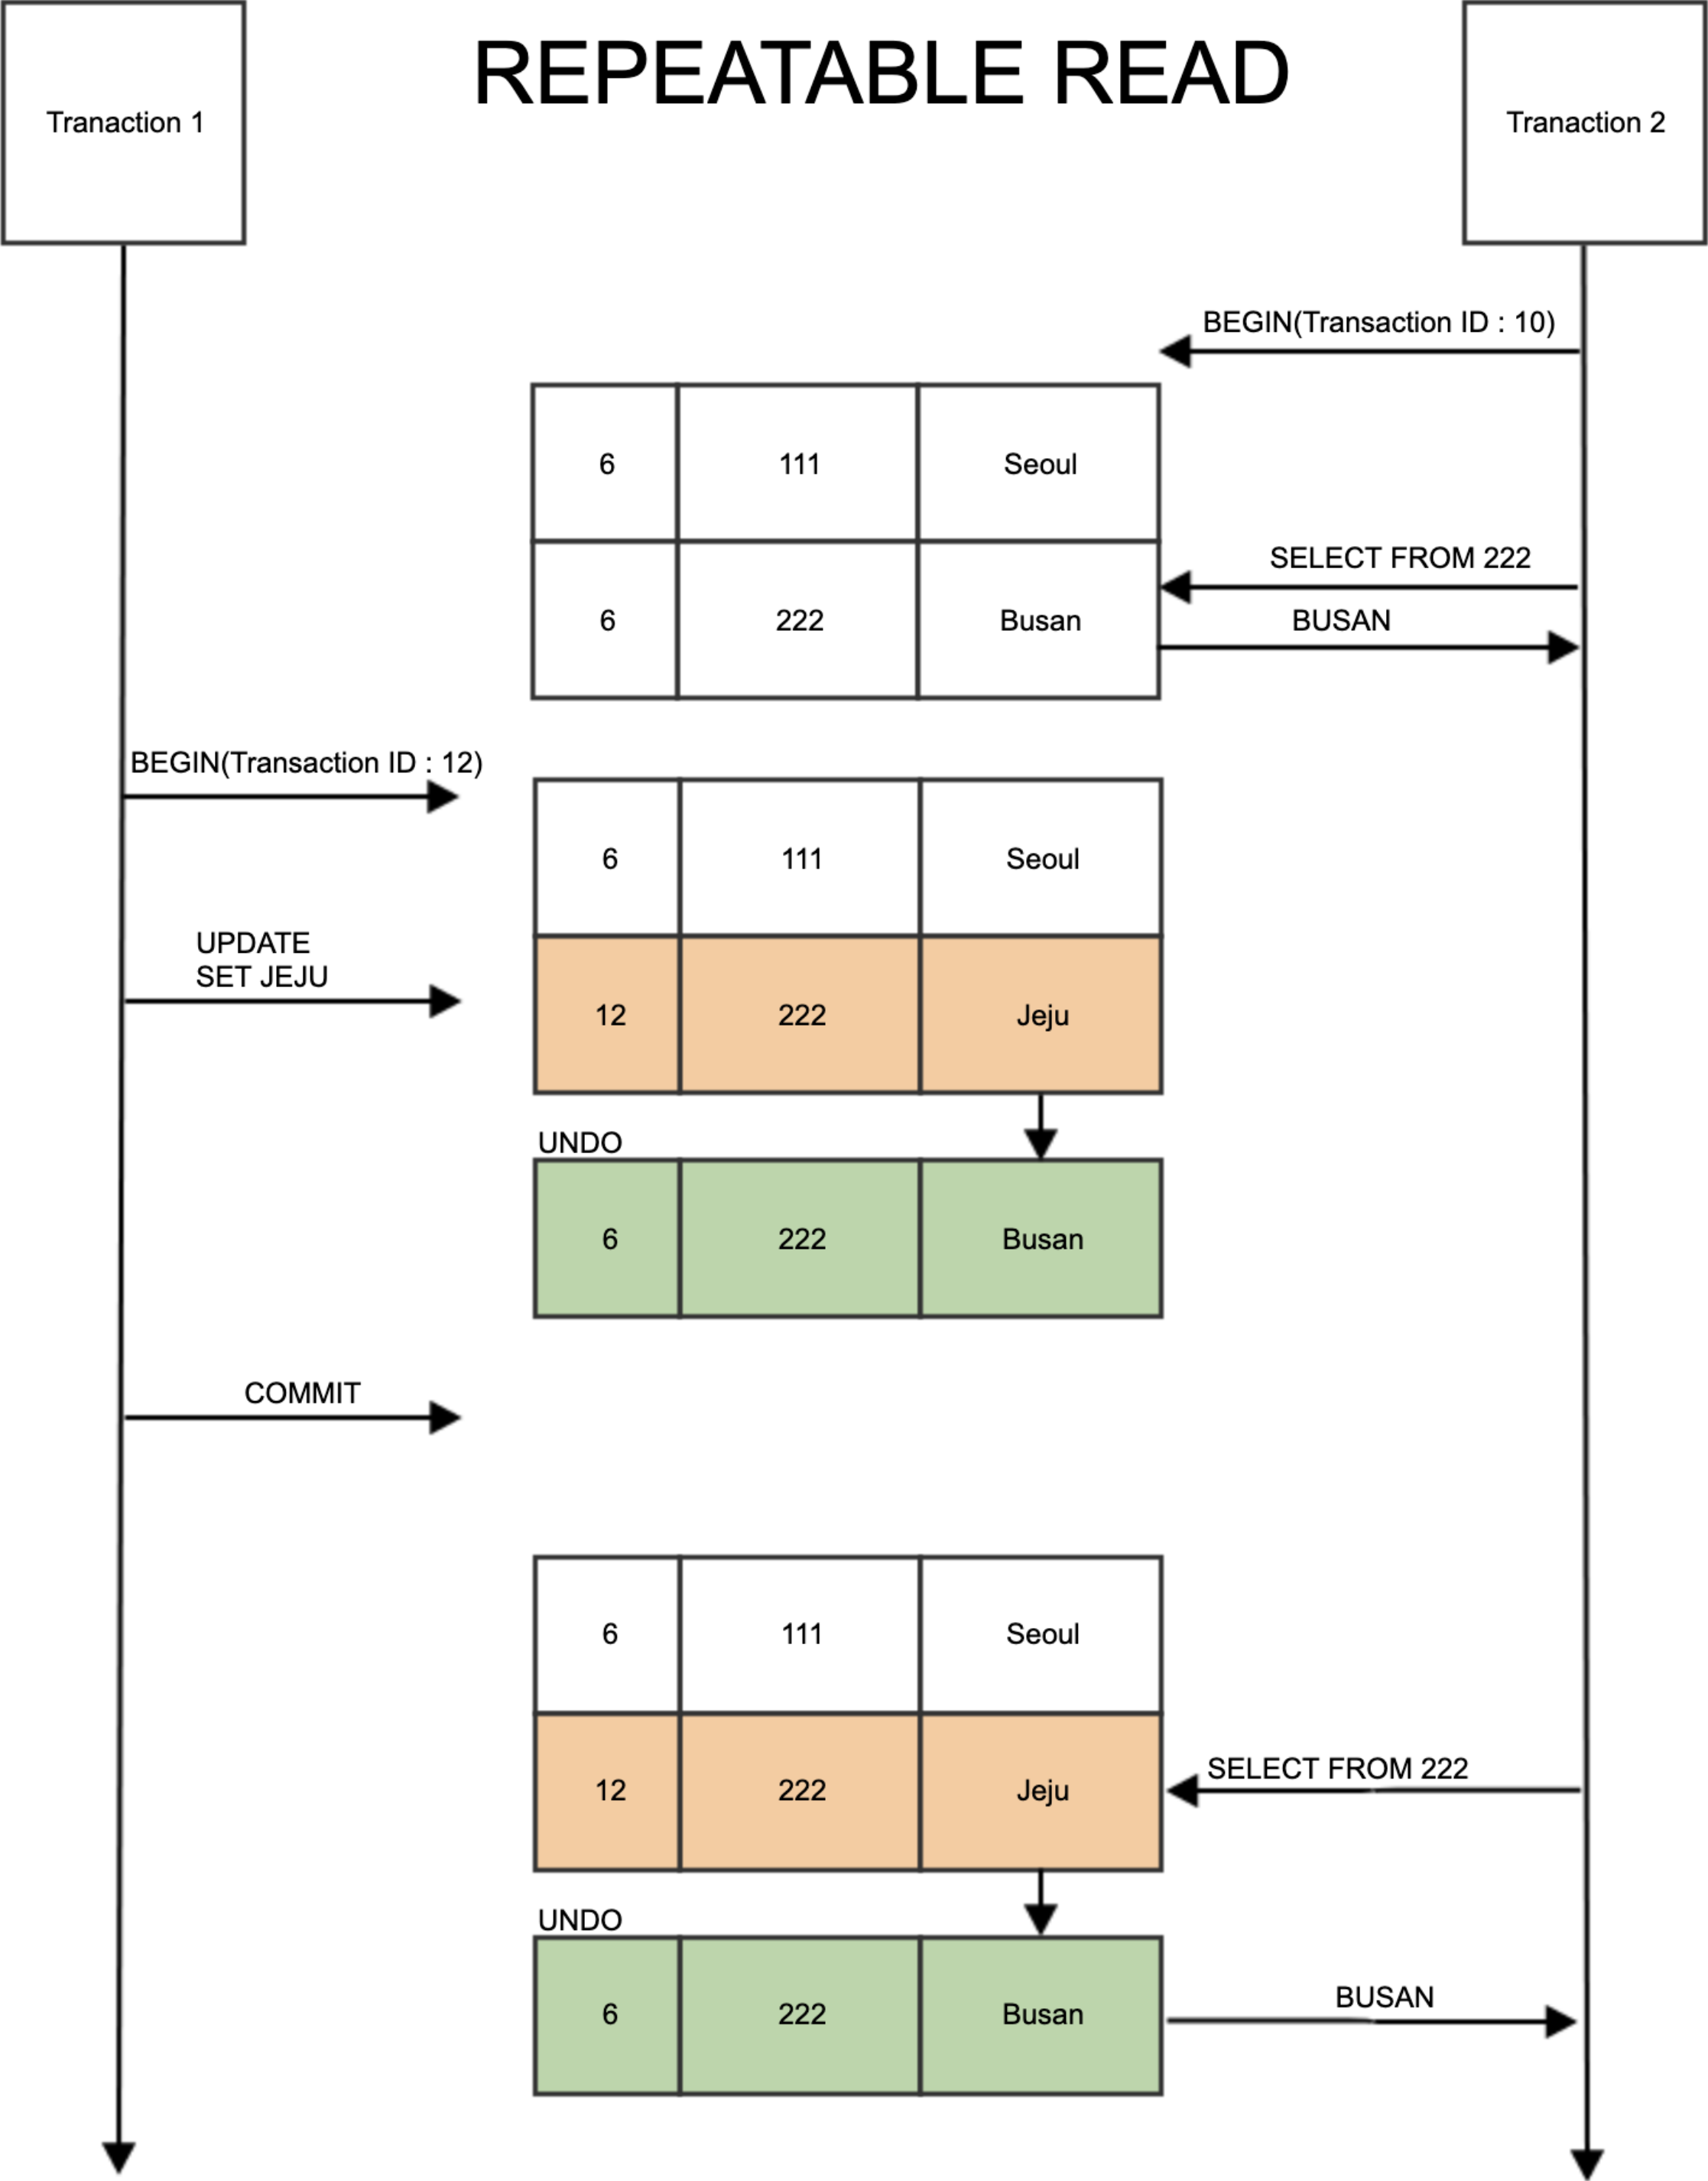 REPEATABLE READ
Tranaction 1
Tranaction 2
BEGIN(Transaction ID : 10)
6 111 Seoul
SELECT FROM 222
6 222 Busan
BUSAN
BEGIN(Transaction ID : 12)
6 111 Seoul
UPDATE
SET JEJU
12 222 Jeju
UNDO
6 222 Busan
COMMIT
6 111 Seoul
SELECT FROM 222
12 222 Jeju
UNDO
6 222 Busan
BUSAN